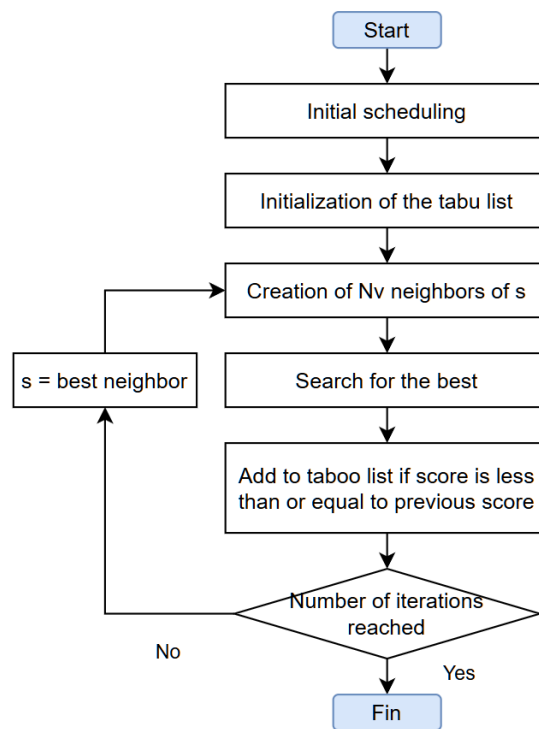 Start
Initial scheduling
Initialization of the tabu list
Creation of Nv neighbors of s
s = best neighbor
Search for the best
Add to taboo list if score is less
than or equal to previous score
Number of iterations
reached
No
Yes
Fin